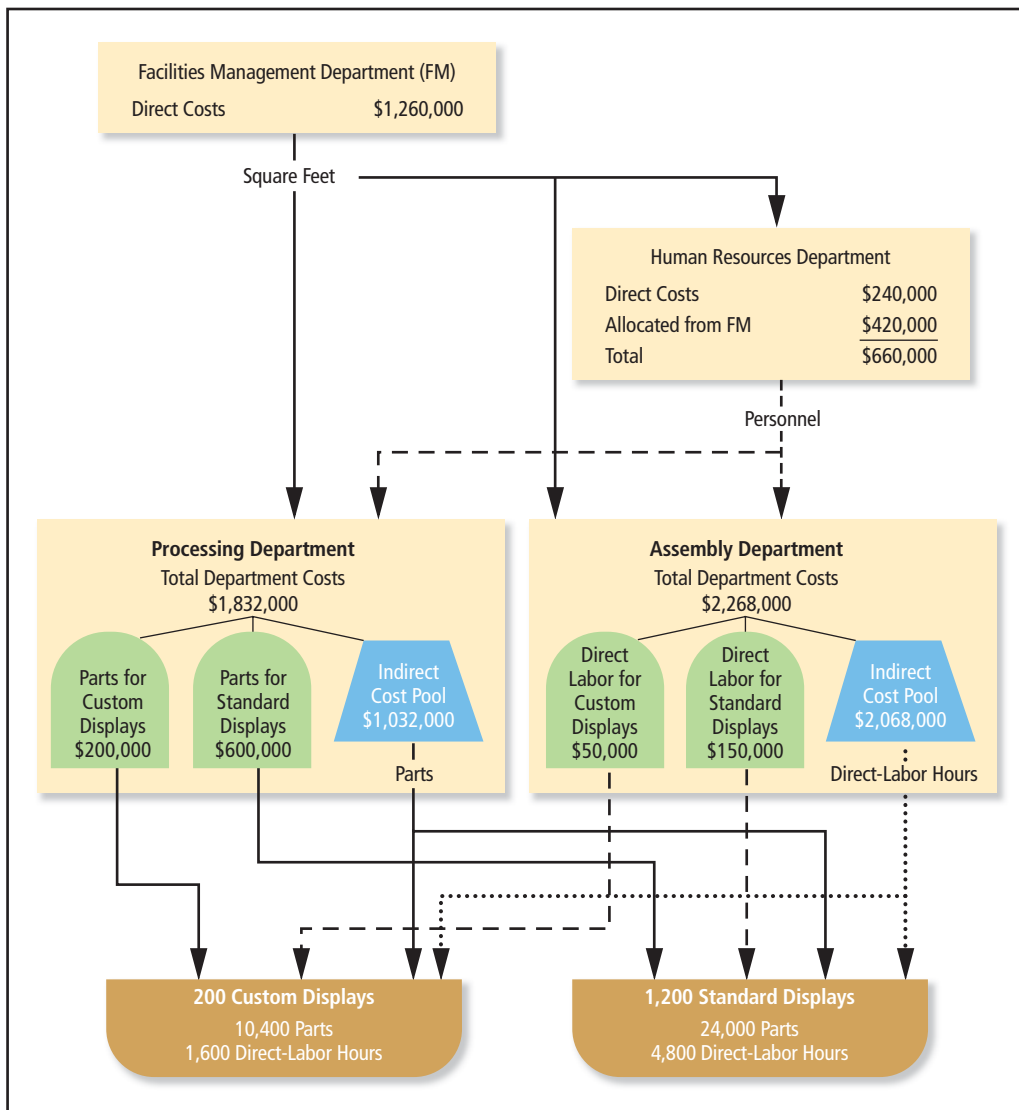 Facilities Management Department (FM)
Direct Costs $1,260,000
Square Feet
Human Resources Department
Direct Costs $240,000
Allocated from FM $420,000
Total $660,000
Personnel
Processing Department
Total Department Costs
$1,832,000
Parts for
Custom
Displays
$200,000
Parts for
Standard
Displays
$600,000
Indirect
Cost Pool
$1,032,000
Parts
Assembly Department
Total Department Costs
$2,268,000
Direct
Labor for
Custom
Displays
$50,000
Direct
Labor for
Standard
Displays
$150,000
Indirect
Cost Pool
$2,068,000
Direct-Labor Hours
200 Custom Displays
10,400 Parts
1,600 Direct-Labor Hours
1,200 Standard Displays
24,000 Parts
4,800 Direct-Labor Hours